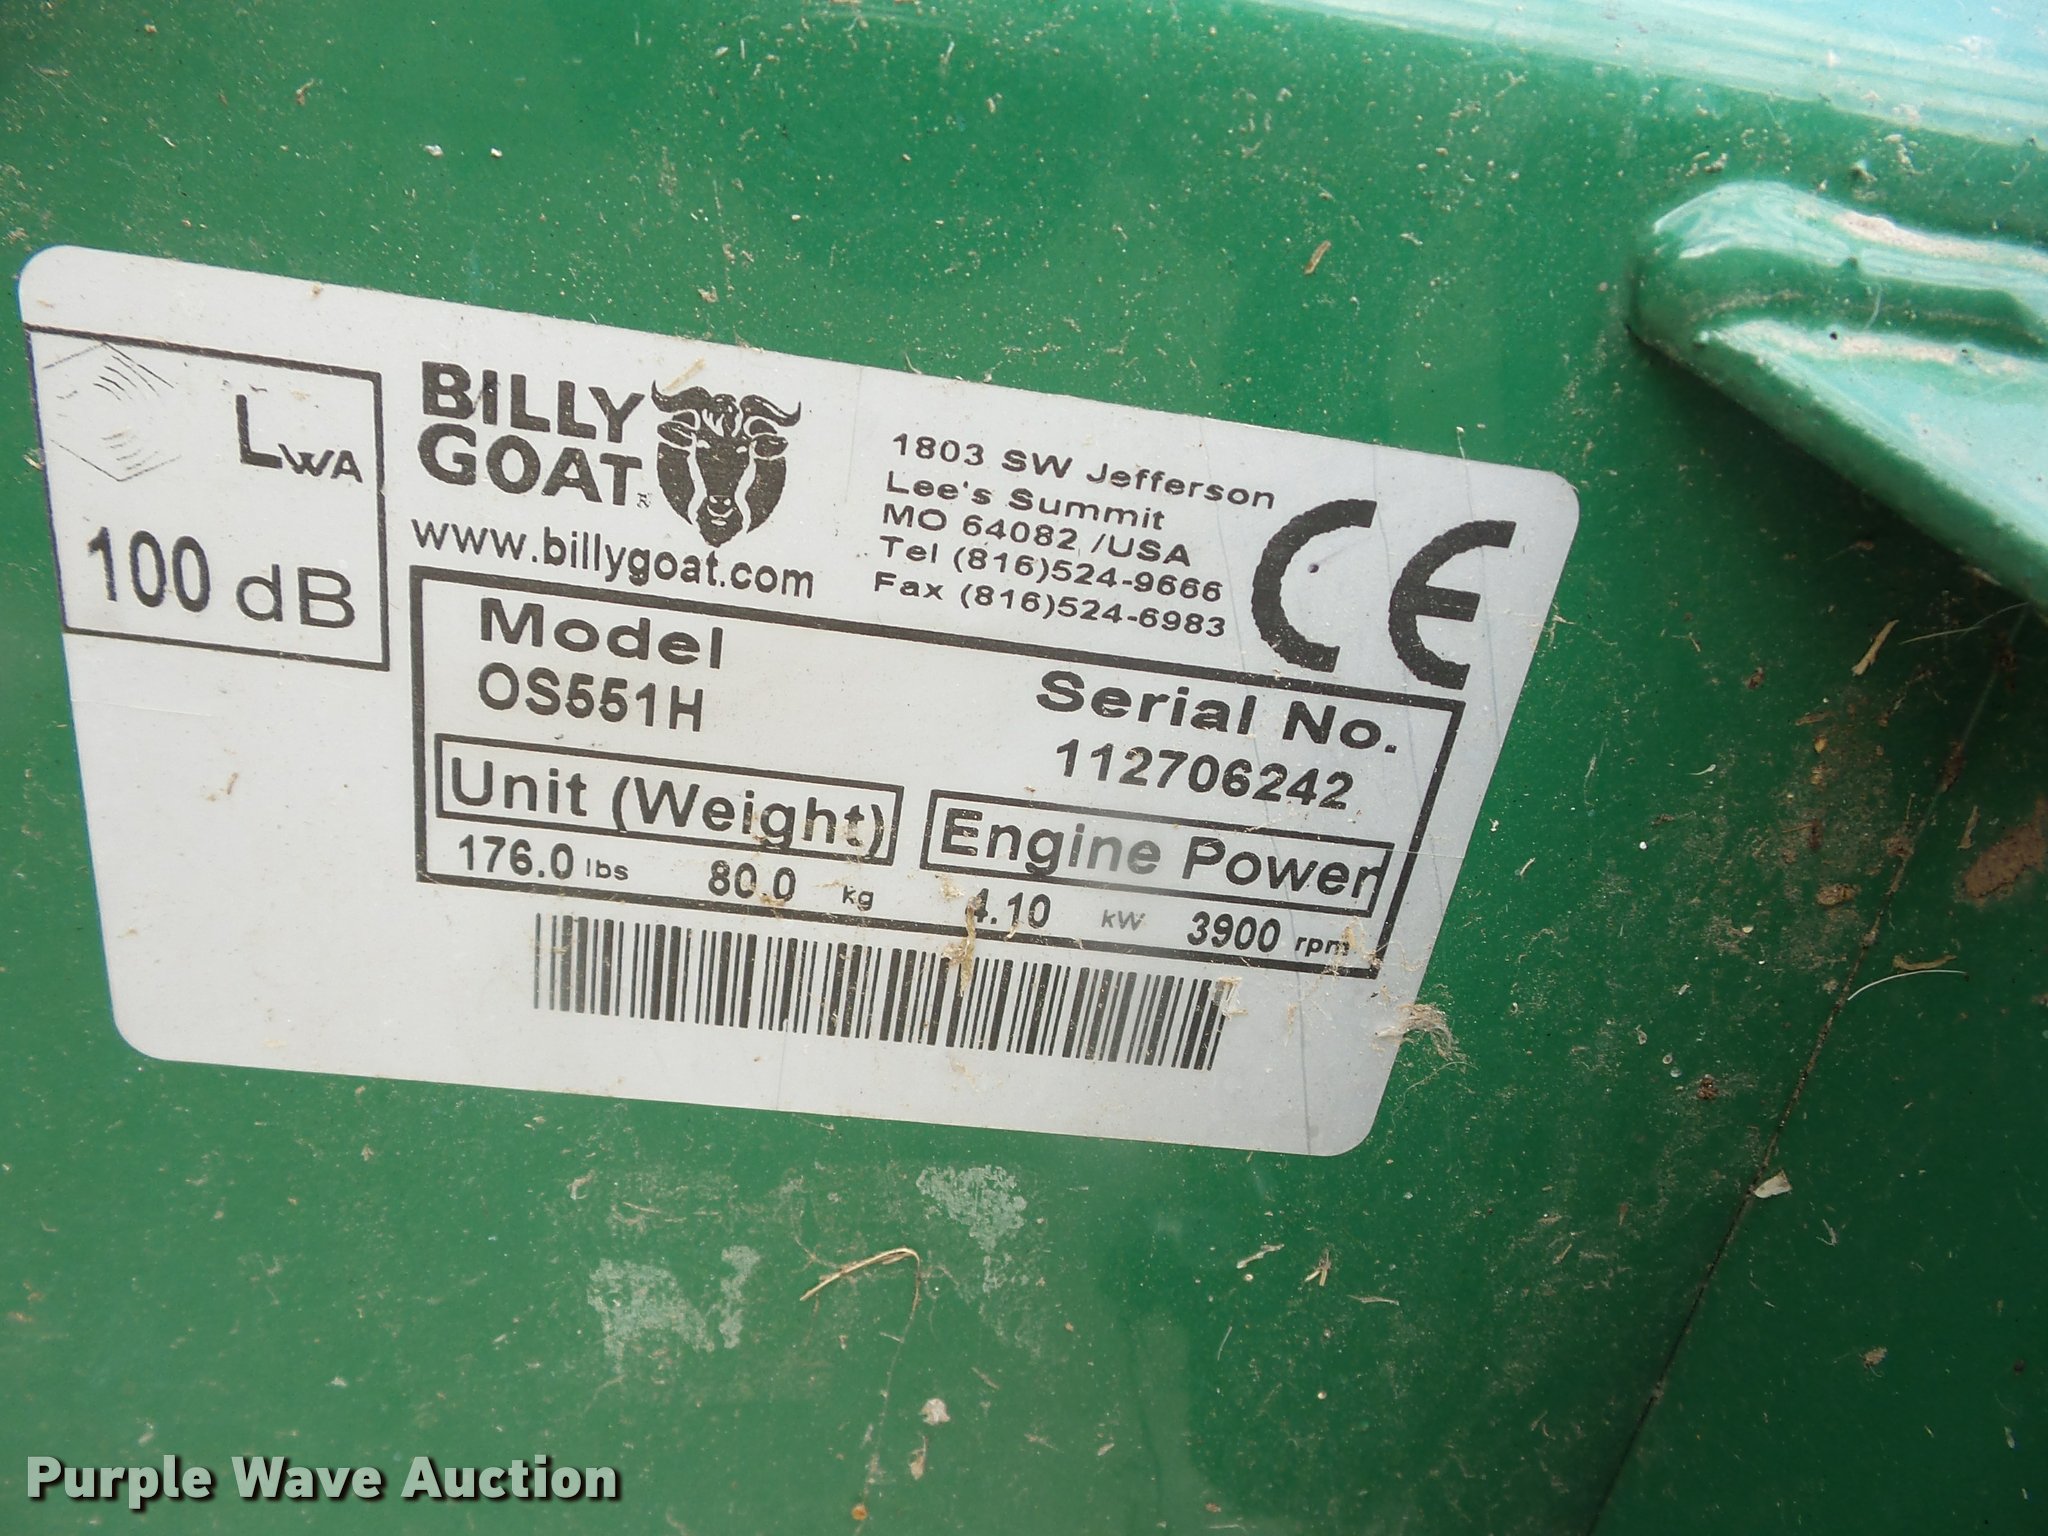 LWA
100 dB
BILLY
GOAT
www.billygoat.com
1803 SW Jefferson
Lee's Summit
MO 64082 /USA
Tel (816)524-9666
Fax (816)524-6983
CE
Model
OS551H
Serial No.
112706242
Unit (Weight)
176.0 lbs 80.0 kg
Engine Power
4.10 kW 3900 rpm
Purple Wave Auction